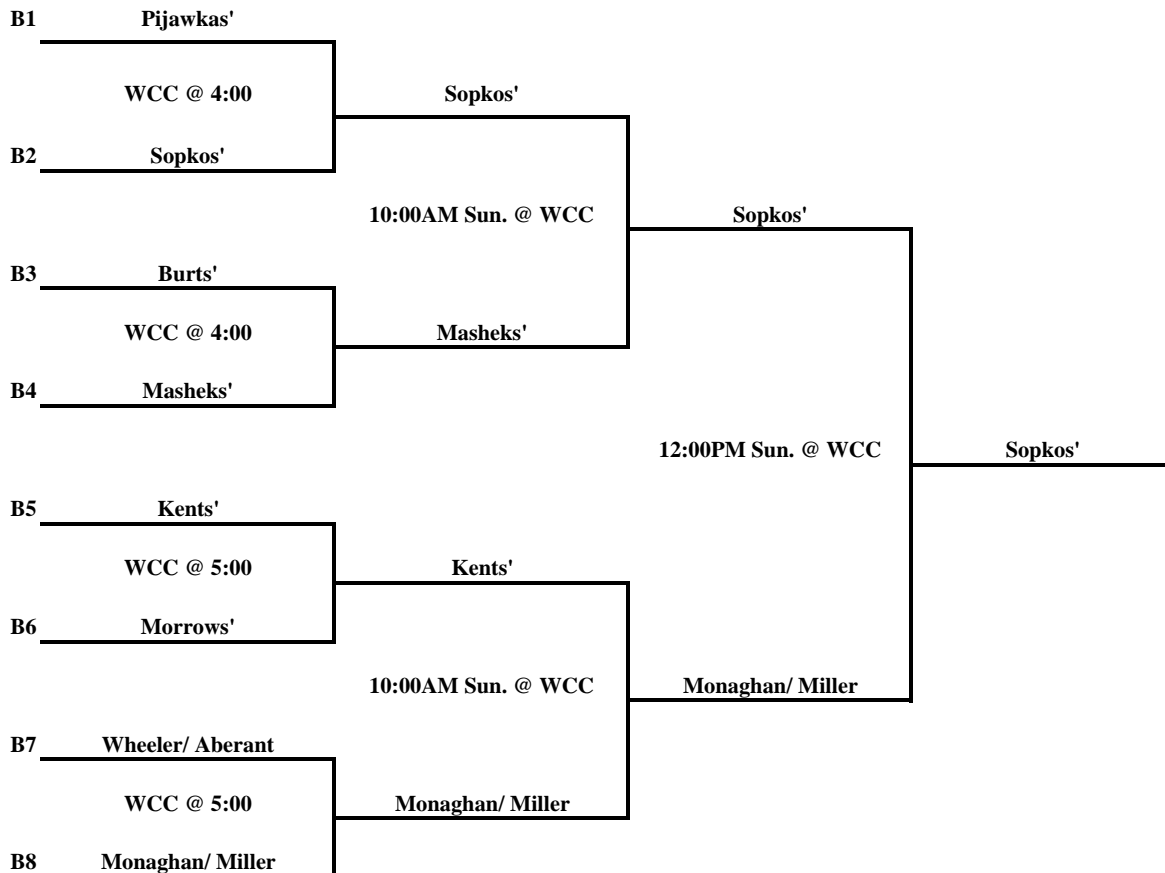 B1 Pijawkas'
WCC @ 4:00 Sopkos'
B2 Sopkos'
10:00AM Sun. @ WCC Sopkos'
B3 Burts'
WCC @ 4:00 Masheks'
B4 Masheks'
12:00PM Sun. @ WCC Sopkos'
B5 Kents'
WCC @ 5:00 Kents'
B6 Morrows'
10:00AM Sun. @ WCC Monaghan/ Miller
B7 Wheeler/ Aberant
WCC @ 5:00 Monaghan/ Miller
B8 Monaghan/ Miller